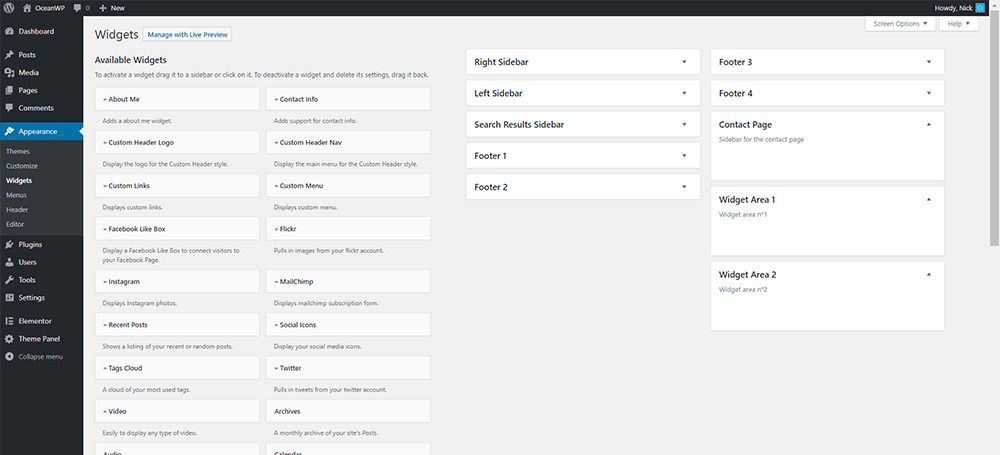 OceanWP
0
New
Howdy, Nick
Dashboard
Posts
Media
Pages
Comments
Appearance
Themes
Customize
Widgets
Menus
Header
Editor
Plugins
Users
Tools
Settings
Elementor
Theme Panel
Collapse menu
Screen Options
Help
Widgets
Manage with Live Preview
Available Widgets
To activate a widget drag it to a sidebar or click on it. To deactivate a widget and delete its settings, drag it back.
» About Me
Adds a about me widget.
» Contact Info
Adds support for contact info.
» Custom Header Logo
Display the logo for the Custom Header style.
» Custom Header Nav
Display the main menu for the Custom Header style.
» Custom Links
Displays custom links.
» Custom Menu
Displays custom menu.
» Facebook Like Box
Display a Facebook Like Box to connect visitors to
your Facebook Page.
» Flickr
Pulls in images from your flickr account.
» Instagram
Displays Instagram photos.
» MailChimp
Displays mailchimp subscription form.
» Recent Posts
Shows a listing of your recent or random posts.
» Social Icons
Display your social media icons.
» Tags Cloud
A cloud of your most used tags.
» Twitter
Pulls in tweets from your twitter account.
» Video
Easily to display any type of video.
Archives
A monthly archive of your site's Posts.
Audio
Calendar
Right Sidebar
Left Sidebar
Search Results Sidebar
Footer 1
Footer 2
Footer 3
Footer 4
Contact Page
Sidebar for the contact page
Widget Area 1
Widget area n°1
Widget Area 2
Widget area n°2